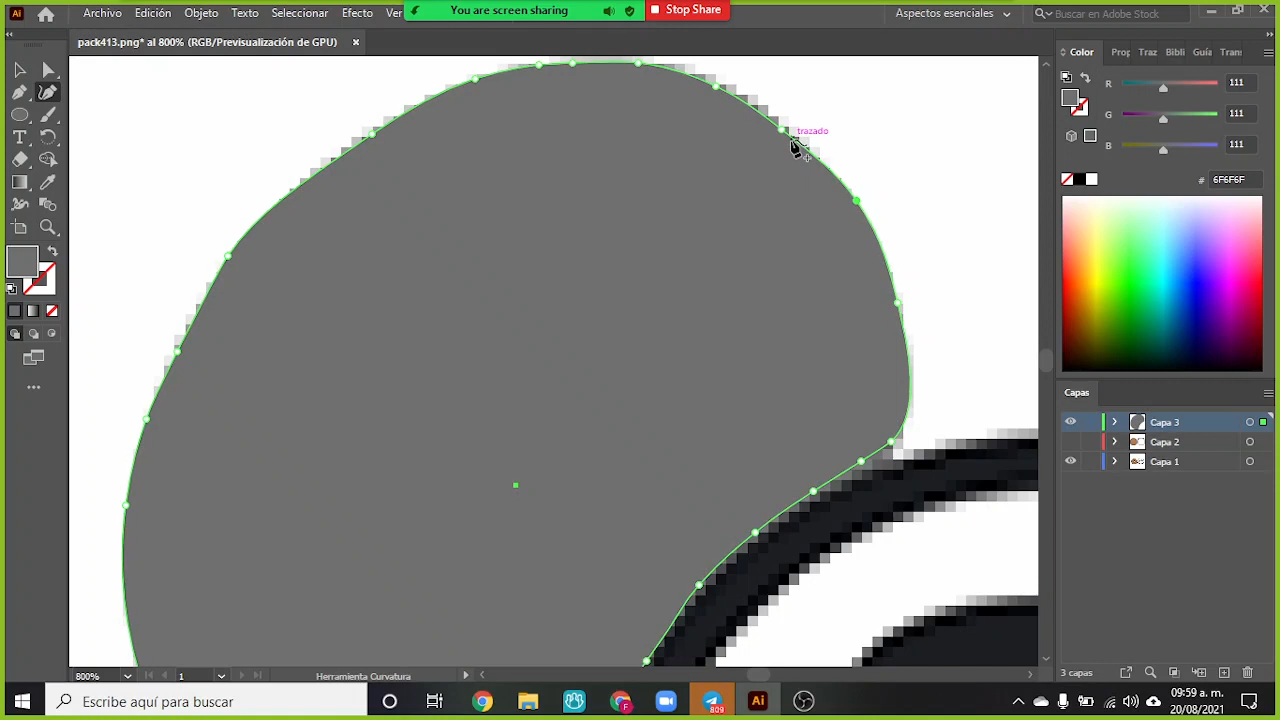 You are screen sharing
Stop Share
Ai
Archivo Edición Objeto Texto Seleccionar Efecto Ver
Aspectos esenciales
Buscar en Adobe Stock
pack413.png* al 800% (RGB/Previsualización de GPU)
Color Prop Traz Bibli Guía Trans
R 111
G 111
B 111
# 6F6F6F
trazado
Capas
Capa 3
Capa 2
Capa 1
800% 1 Herramienta Curvatura
3 capas
Escribe aquí para buscar
F
809
Ai
09:59 a. m.
20/08/2021